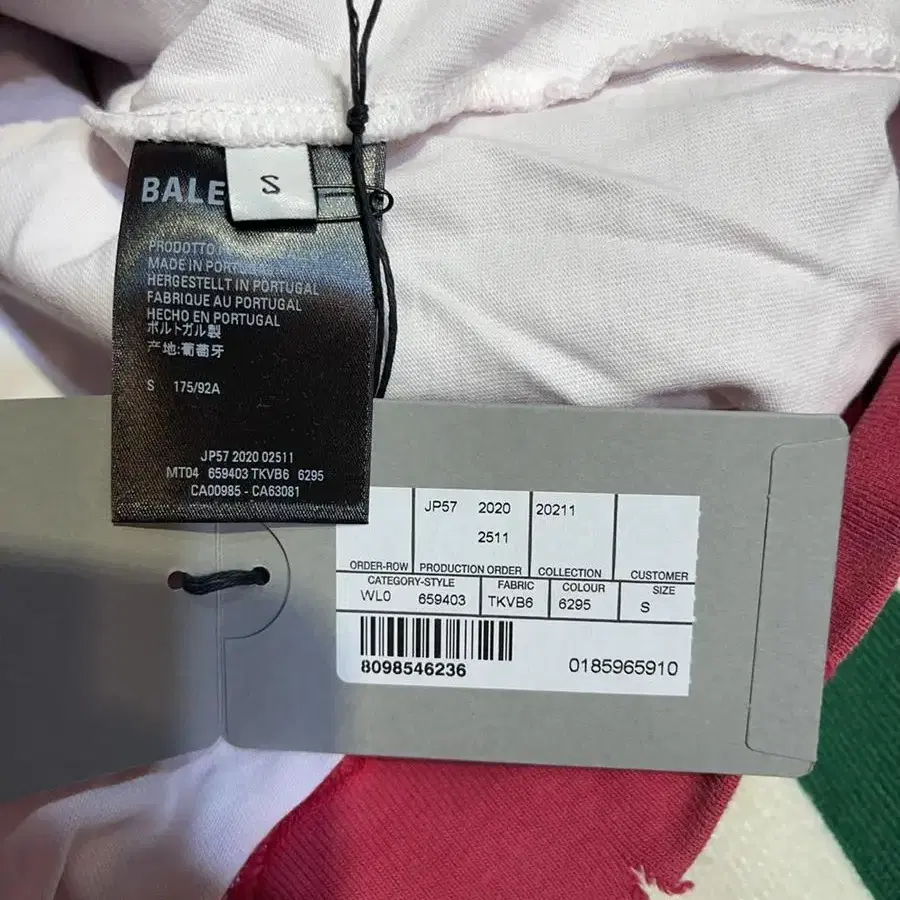 BALE
S
PRODOTTO
MADE IN PORTUGAL
HERGESTELLT IN PORTUGAL
FABRIQUE AU PORTUGAL
HECHO EN PORTUGAL
ポルトガル製
产地:葡萄牙
S 175/92A
JP57 2020 02511
MT04 659403 TKVB6 6295
CA00985 - CA63081
JP57 2020 20211
2511
ORDER-ROW PRODUCTION ORDER COLLECTION CUSTOMER
CATEGORY-STYLE FABRIC COLOUR SIZE
WL0 659403 TKVB6 6295 S
8098546236 0185965910